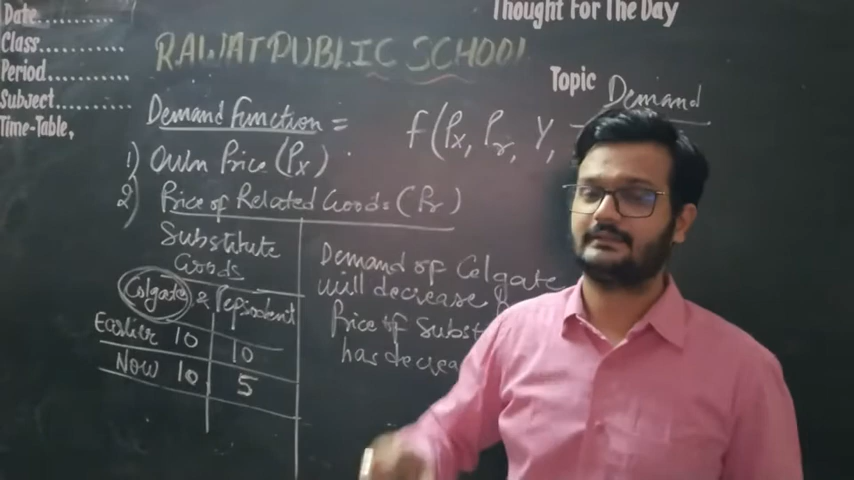 Thought For The Day
Date...........
Class............
Period............
Subject...........
Time-Table,
RAWAT PUBLIC SCHOOL
Topic Demand
Demand Function = f(Px, Pr, Y,
1) Own Price (Px)
2) Price of Related Goods (Pr)
Substitute
Goods
Colgate & Pepsodent
Earlier 10 10
Now 10 5
Demand of Colgate
will decrease
Price of Subst
has decrea